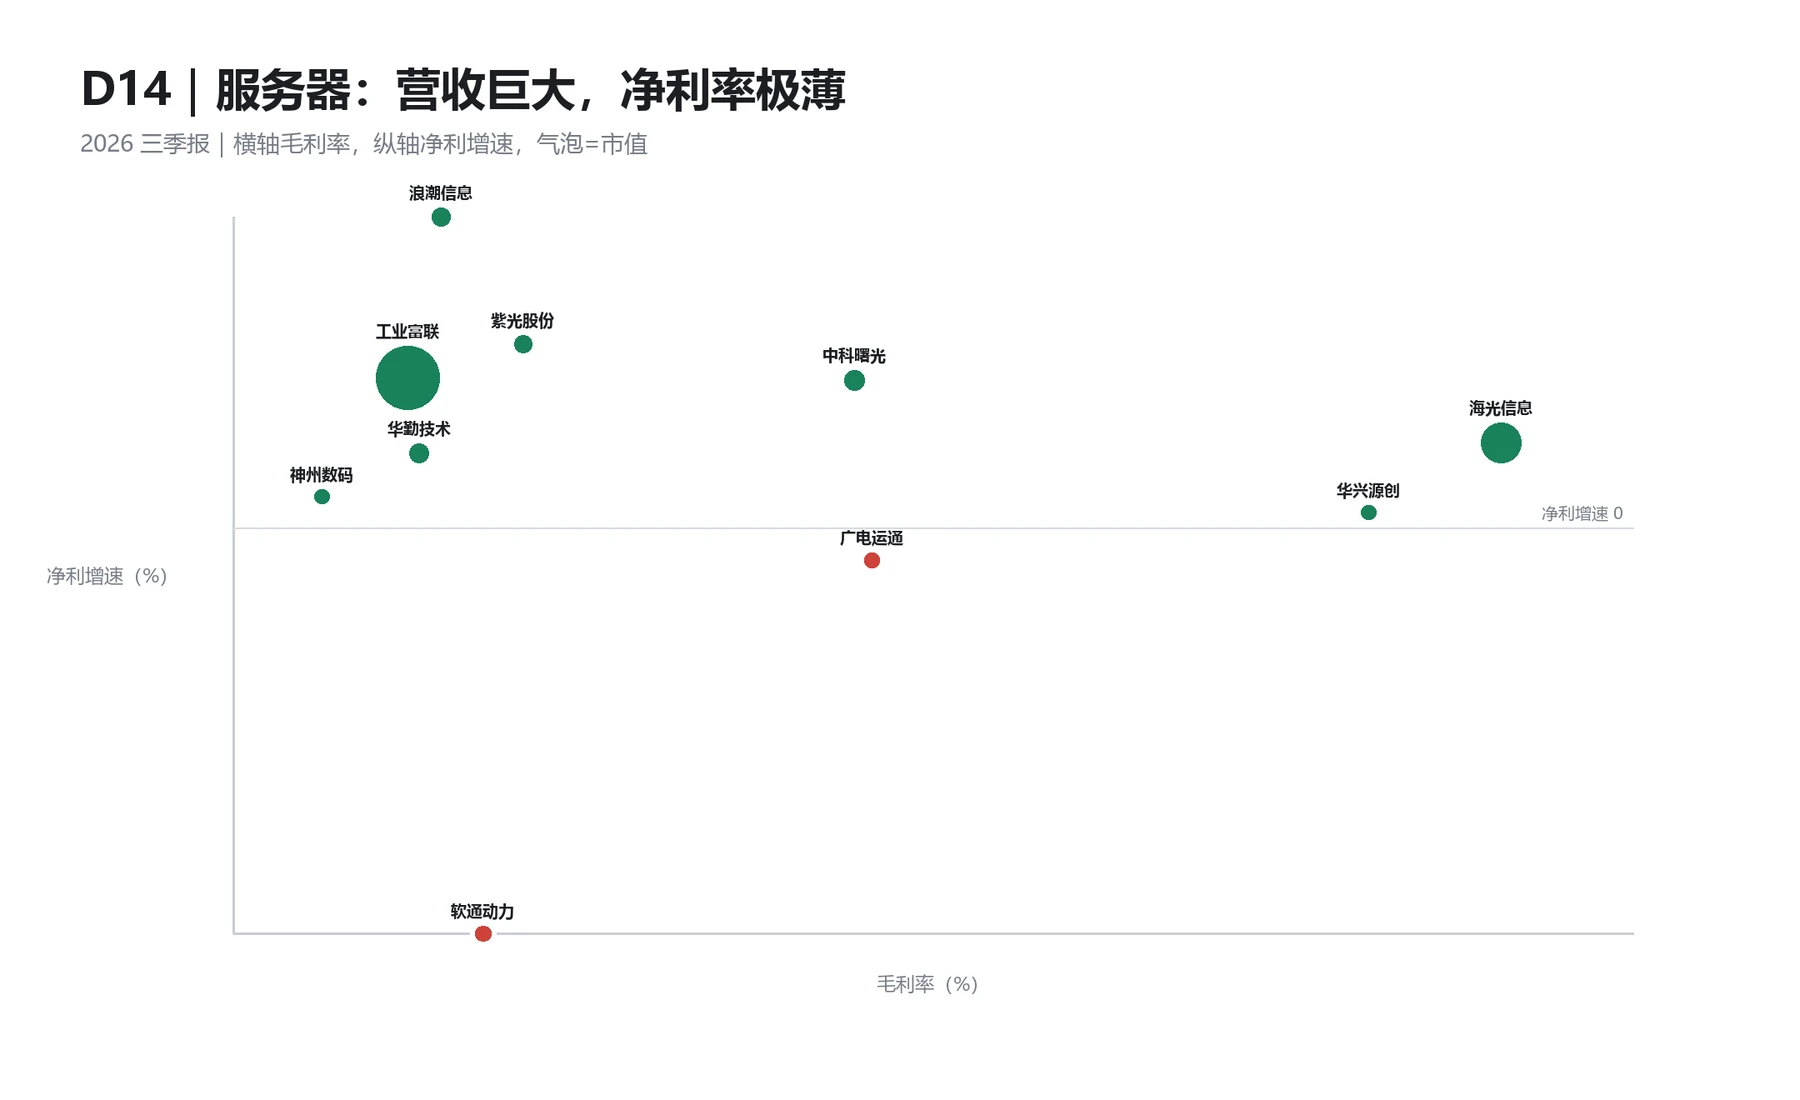 D14｜服务器：营收巨大，净利率极薄
2026 三季报｜横轴毛利率，纵轴净利增速，气泡=市值
浪潮信息
紫光股份
工业富联
中科曙光
海光信息
华勤技术
神州数码
华兴源创
净利增速 0
广电运通
净利增速（%）
软通动力
毛利率（%）